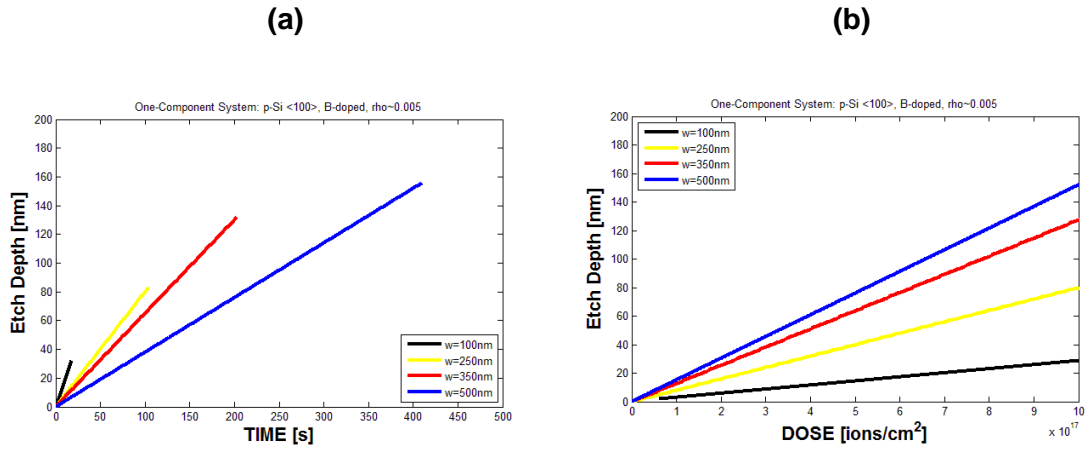 (a)
One-Component System: p-Si <100>, B-doped, rho~0.005
200
180
160
140
120
100
80
60
40
20
0
Etch Depth [nm]
w=100nm
w=250nm
w=350nm
w=500nm
0 50 100 150 200 250 300 350 400 450 500
TIME [s]
(b)
One-Component System: p-Si <100>, B-doped, rho~0.005
200
180
160
140
120
100
80
60
40
20
0
Etch Depth [nm]
w=100nm
w=250nm
w=350nm
w=500nm
0 1 2 3 4 5 6 7 8 9 10
DOSE [ions/cm²]
x 10¹⁷